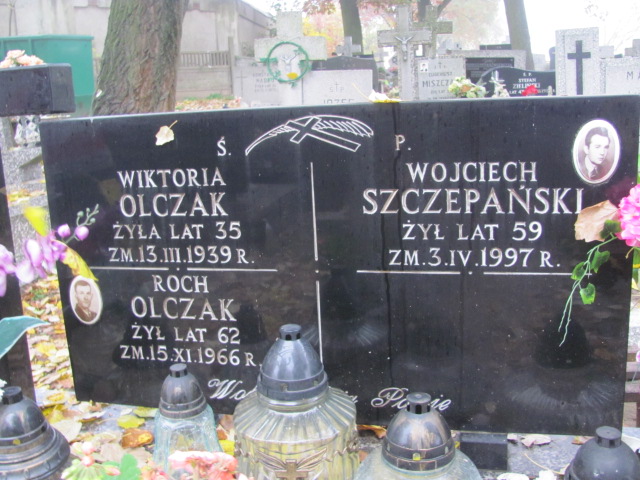 Ś. P.
WIKTORIA
OLCZAK
ŻYŁA LAT 35
ZM. 13.III.1939 R.
ROCH
OLCZAK
ŻYŁ LAT 62
ZM. 15.XI.1966 R.
WOJCIECH
SZCZEPAŃSKI
ŻYŁ LAT 59
ZM. 3.IV.1997 R.
Panie